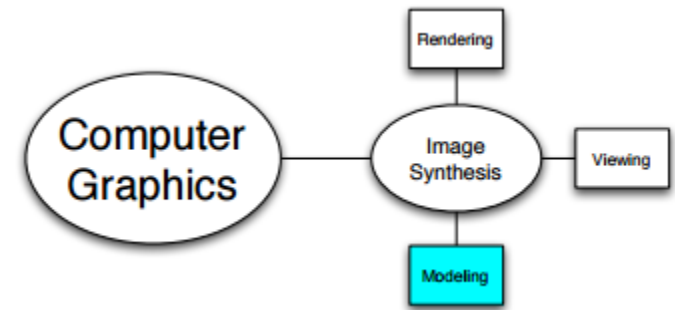 Rendering
Computer
Graphics
Image
Synthesis
Viewing
Modeling